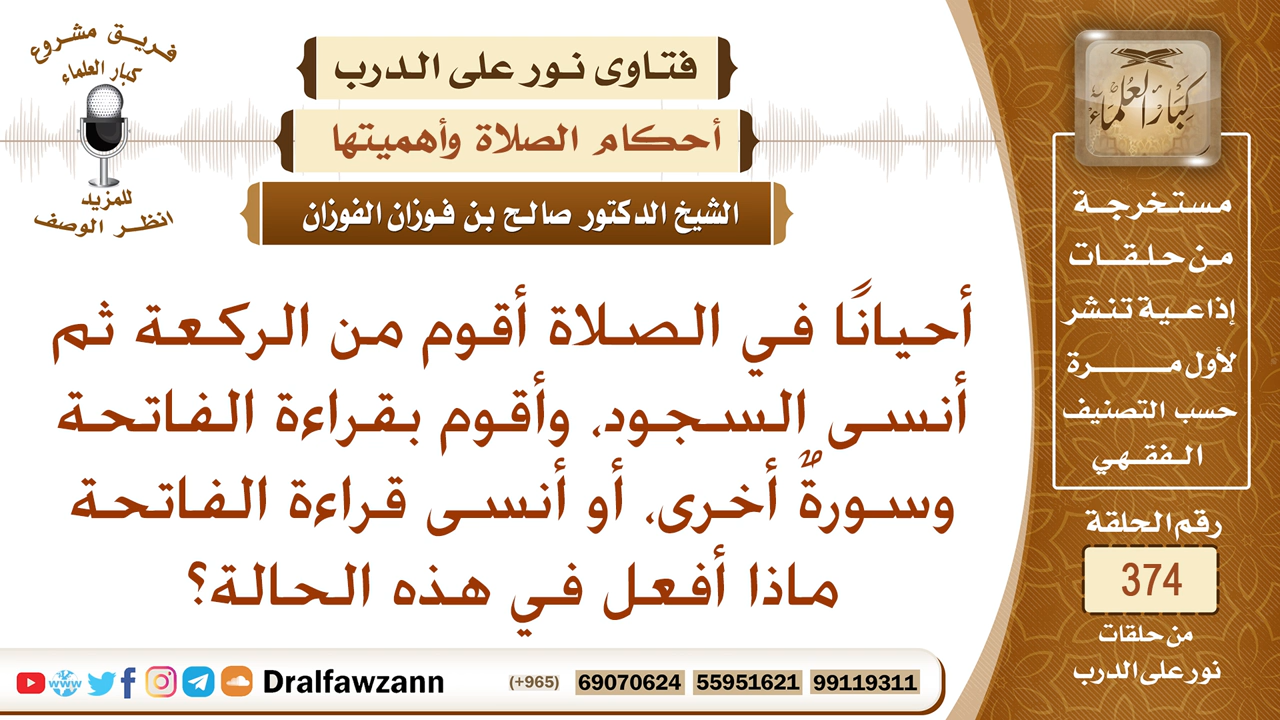 فريق مشروع
كبار العلماء
للمزيد
انظر الوصف
فتاوى نور على الدرب
أحكام الصلاة وأهميتها
الشيخ الدكتور صالح بن فوزان الفوزان
أحيانًا في الصلاة أقوم من الركعة ثم
أنسى السجود، وأقوم بقراءة الفاتحة
وسورةٌ أخرى، أو أنسى قراءة الفاتحة
ماذا أفعل في هذه الحالة؟
كبار العلماء
مستخرجة
من حلقات
إذاعية تنشر
لأول مرة
حسب التصنيف
الفقهي
رقم الحلقة
374
من حلقات
نور على الدرب
www
Dralfawzann
(+965) 69070624 55951621 99119311